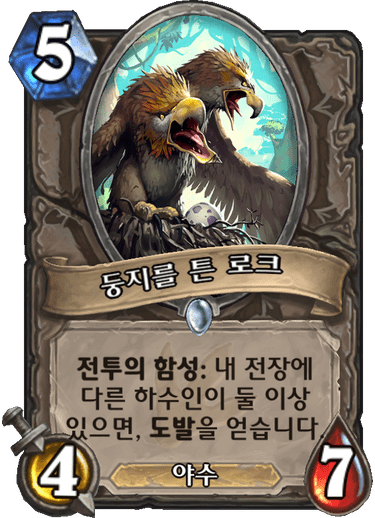 5
둥지를 튼 로크
전투의 함성: 내 전장에
다른 하수인이 둘 이상
있으면, 도발을 얻습니다
야수
4
7